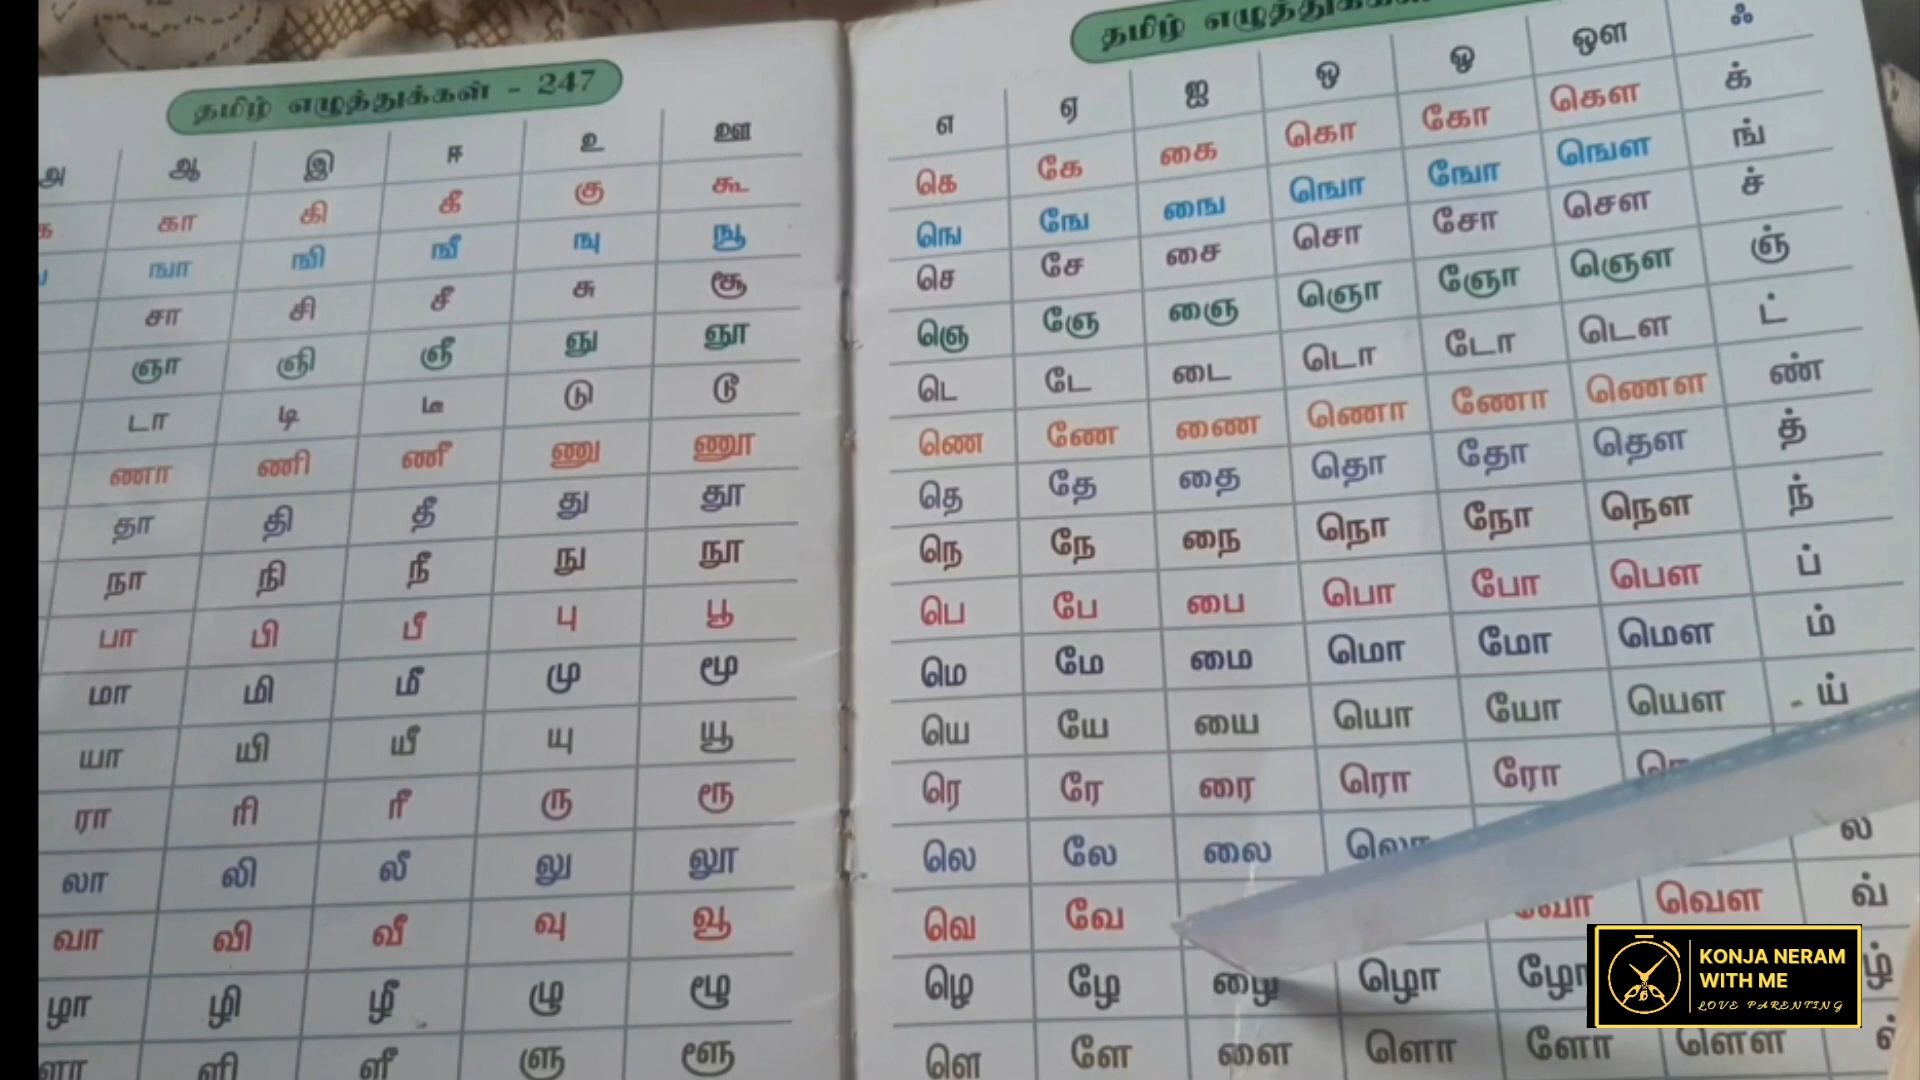 தமிழ் எழுத்துக்கள் - 247
அ ஆ இ ஈ உ ஊ
க கா கி கீ கு கூ
ஙா ஙி ஙீ ஙு ஙூ
சா சி சீ சு சூ
ஞா ஞி ஞீ ஞு ஞூ
டா டி டீ டு டூ
ணா ணி ணீ ணு ணூ
தா தி தீ து தூ
நா நி நீ நு நூ
பா பி பீ பு பூ
மா மி மீ மு மூ
யா யி யீ யு யூ
ரா ரி ரீ ரு ரூ
லா லி லீ லு லூ
வா வி வீ வு வூ
ழா ழி ழீ ழு ழூ
ளா ளி ளீ ளு ளூ
தமிழ் எழுத்துக்கள்
எ ஏ ஐ ஒ ஓ ஔ ஃ
கெ கே கை கொ கோ கௌ க்
ஙெ ஙே ஙை ஙொ ஙோ ஙௌ ங்
செ சே சை சொ சோ சௌ ச்
ஞெ ஞே ஞை ஞொ ஞோ ஞௌ ஞ்
டெ டே டை டொ டோ டௌ ட்
ணெ ணே ணை ணொ ணோ ணௌ ண்
தெ தே தை தொ தோ தௌ த்
நெ நே நை நொ நோ நௌ ந்
பெ பே பை பொ போ பௌ ப்
மெ மே மை மொ மோ மௌ ம்
யெ யே யை யொ யோ யௌ - ய்
ரெ ரே ரை ரொ ரோ
லெ லே லை லொ
வெ வே வோ வௌ வ்
ழெ ழே ழை ழொ ழோ ழ்
ளெ ளே ளை ளொ ளோ ளௌ
KONJA NERAM
WITH ME
LOVE PARENTING